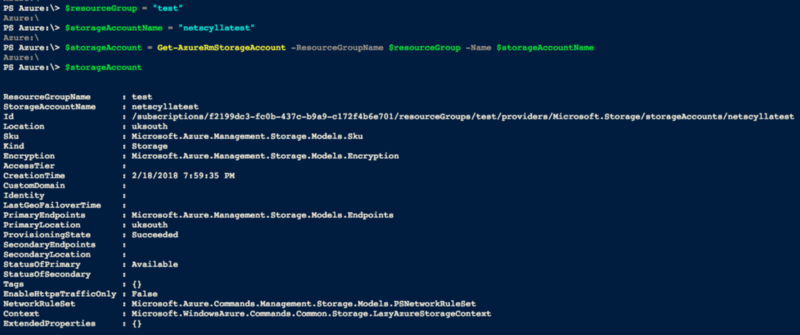 PS Azure:\> $resourceGroup = "test"
Azure:\
PS Azure:\> $storageAccountName = "netscyllatest"
Azure:\
PS Azure:\> $storageAccount = Get-AzureRmStorageAccount -ResourceGroupName $resourceGroup -Name $storageAccountName
Azure:\
PS Azure:\> $storageAccount
ResourceGroupName : test
StorageAccountName : netscyllatest
Id : /subscriptions/f2199dc3-fc0b-437c-b9a9-c172f4b6e701/resourceGroups/test/providers/Microsoft.Storage/storageAccounts/netscyllatest
Location : uksouth
Sku : Microsoft.Azure.Management.Storage.Models.Sku
Kind : Storage
Encryption : Microsoft.Azure.Management.Storage.Models.Encryption
AccessTier :
CreationTime : 2/18/2018 7:59:35 PM
CustomDomain :
Identity :
LastGeoFailoverTime :
PrimaryEndpoints : Microsoft.Azure.Management.Storage.Models.Endpoints
PrimaryLocation : uksouth
ProvisioningState : Succeeded
SecondaryEndpoints :
SecondaryLocation :
StatusOfPrimary : Available
StatusOfSecondary :
Tags : {}
EnableHttpsTrafficOnly : False
NetworkRuleSet : Microsoft.Azure.Commands.Management.Storage.Models.PSNetworkRuleSet
Context : Microsoft.WindowsAzure.Commands.Common.Storage.LazyAzureStorageContext
ExtendedProperties : {}